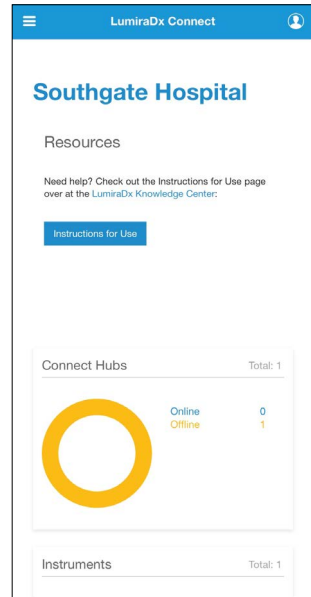 LumiraDx Connect
Southgate Hospital
Resources
Need help? Check out the Instructions for Use page
over at the LumiraDx Knowledge Center:
Instructions for Use
Connect Hubs Total: 1
Online 0
Offline 1
Instruments Total: 1